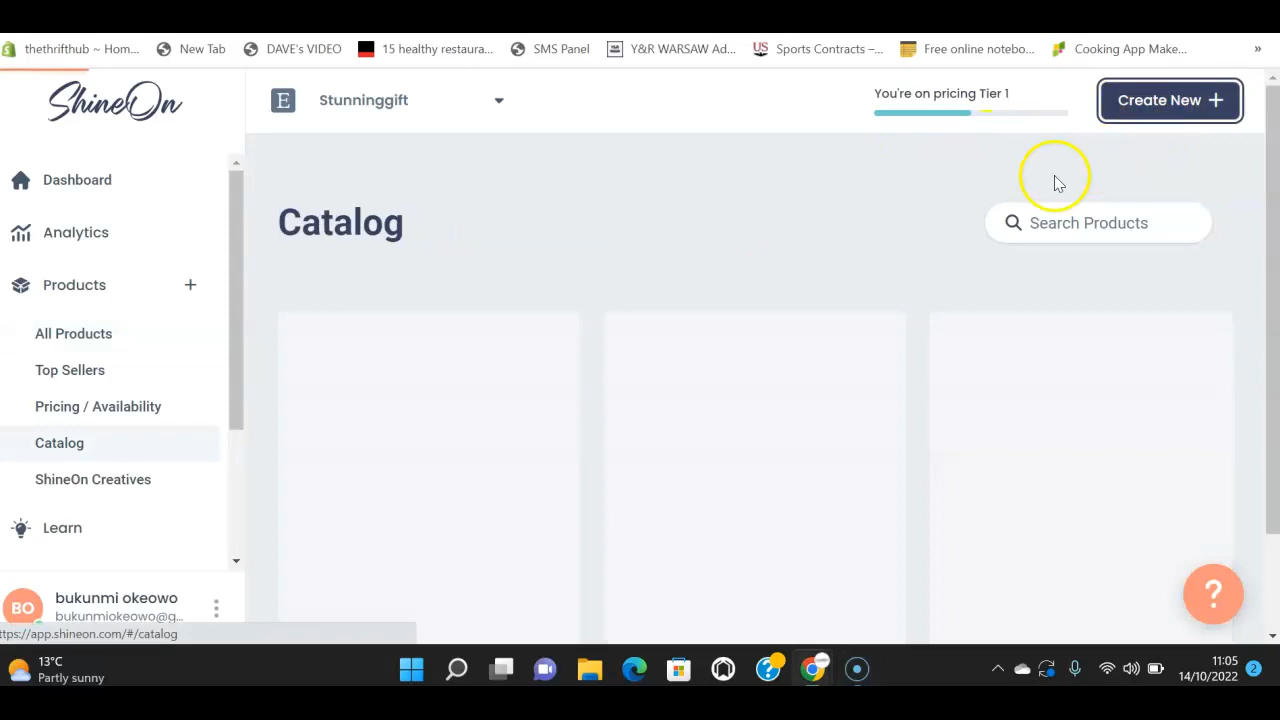 thethrifthub ~ Hom...
New Tab
DAVE's VIDEO
15 healthy restaura...
SMS Panel
Y&R WARSAW Ad...
US
Sports Contracts –...
Free online notebo...
Cooking App Make...
»
ShineOn
E
Stunninggift
You're on pricing Tier 1
Create New +
Dashboard
Analytics
Products +
All Products
Top Sellers
Pricing / Availability
Catalog
ShineOn Creatives
Learn
Catalog
Search Products
?
BO
bukunmi okeowo
bukunmiokeowo@g...
ttps://app.shineon.com/#/catalog
13°C
Partly sunny
11:05
14/10/2022
2